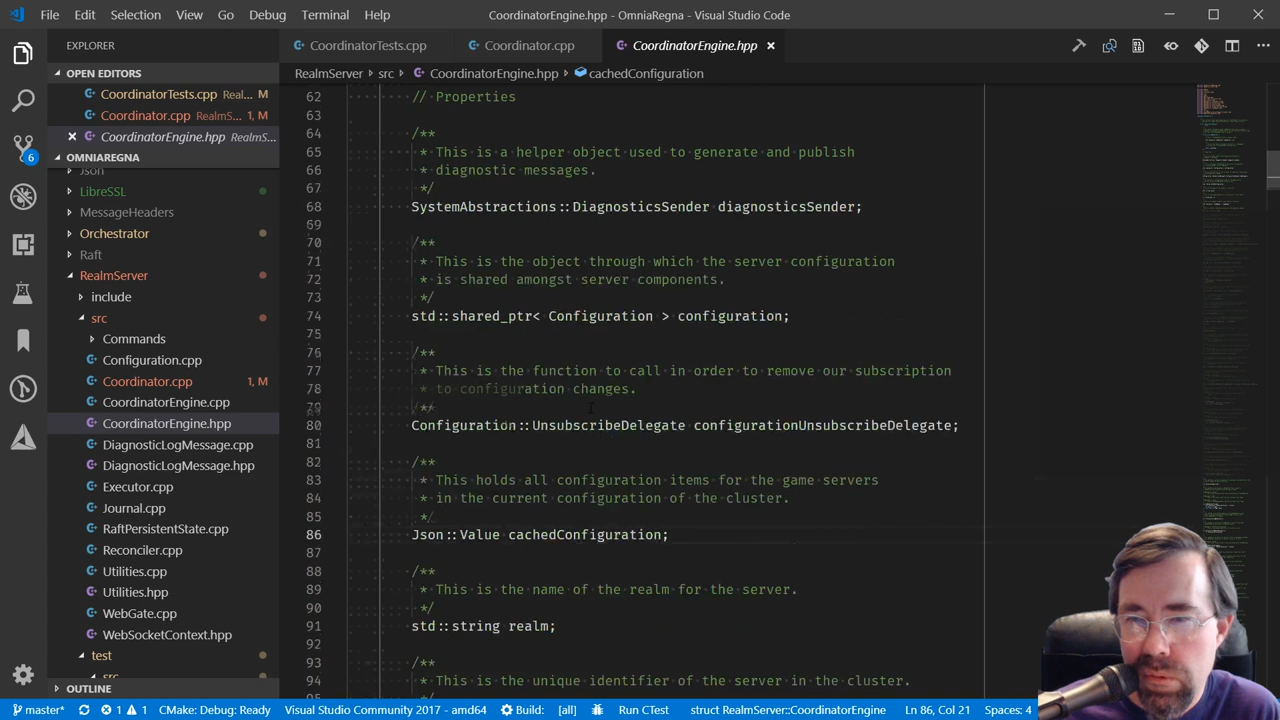 File Edit Selection View Go Debug Terminal Help CoordinatorEngine.hpp - OmniaRegna - Visual Studio Code
EXPLORER
CoordinatorTests.cpp Coordinator.cpp CoordinatorEngine.hpp
OPEN EDITORS
CoordinatorTests.cpp Real... M
Coordinator.cpp RealmS... 1, M
CoordinatorEngine.hpp RealmS...
OMNIAREGNA
Json
LibreSSL
MessageHeaders
Orchestrator
Raft
RealmServer
include
src
Commands
Configuration.cpp
Coordinator.cpp 1, M
CoordinatorEngine.cpp
CoordinatorEngine.hpp
DiagnosticLogMessage.cpp
DiagnosticLogMessage.hpp
Executor.cpp
Journal.cpp
RaftPersistentState.cpp
Reconciler.cpp
Utilities.cpp
Utilities.hpp
WebGate.cpp
WebSocketContext.hpp
test
src
OUTLINE
6
RealmServer src CoordinatorEngine.hpp cachedConfiguration
62 // Properties
63
64 /**
65 * This is a helper object used to generate and publish
66 * diagnostic messages.
67 */
68 SystemAbstractions::DiagnosticsSender diagnosticsSender;
69
70 /**
71 * This is the object through which the server configuration
72 * is shared amongst server components.
73 */
74 std::shared_ptr< Configuration > configuration;
75
76 /**
77 * This is the function to call in order to remove our subscription
78 * to configuration changes.
79 */
80 Configuration::UnsubscribeDelegate configurationUnsubscribeDelegate;
81
82 /**
83 * This holds all configuration items for the game servers
84 * in the current configuration of the cluster.
85 */
86 Json::Value cachedConfiguration;
87
88 /**
89 * This is the name of the realm for the server.
90 */
91 std::string realm;
92
93 /**
94 * This is the unique identifier of the server in the cluster.
95 */
master* 1 1 CMake: Debug: Ready Visual Studio Community 2017 - amd64 Build: [all] Run CTest struct RealmServer::CoordinatorEngine Ln 86, Col 21 Spaces: 4